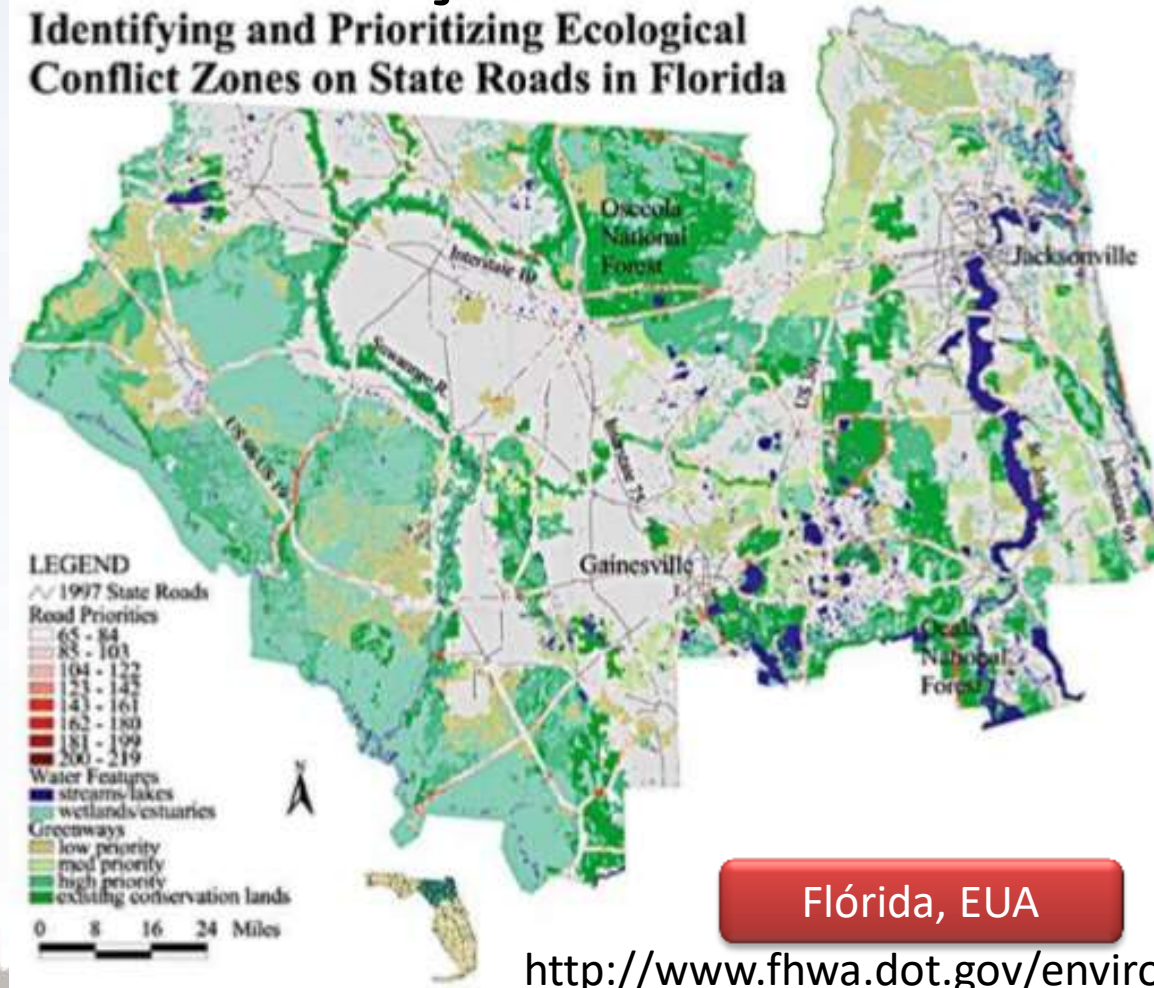 Identifying and Prioritizing Ecological
Conflict Zones on State Roads in Florida
Osceola
National
Forest
Jacksonville
Interstate 10
Suwannee R.
Interstate 75
Gainesville
Interstate 95
National
Forest
LEGEND
1997 State Roads
Road Priorities
65 - 84
85 - 103
104 - 122
123 - 142
143 - 161
162 - 180
181 - 199
200 - 219
Water Features
streams/lakes
wetlands/estuaries
Greenways
low priority
med priority
high priority
existing conservation lands
N
0 8 16 24 Miles
Flórida, EUA
http://www.fhwa.dot.gov/enviro